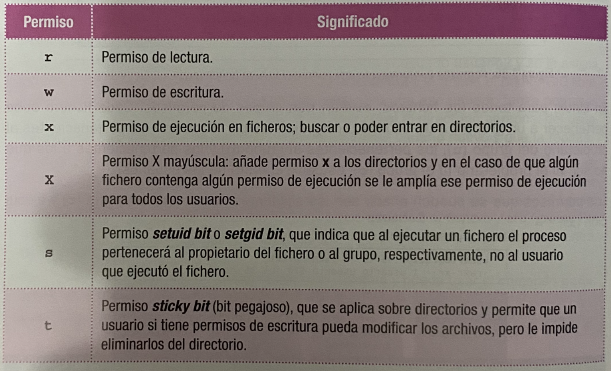 Permiso Significado
r Permiso de lectura.
w Permiso de escritura.
x Permiso de ejecución en ficheros; buscar o poder entrar en directorios.
X Permiso X mayúscula: añade permiso x a los directorios y en el caso de que algún
fichero contenga algún permiso de ejecución se le amplía ese permiso de ejecución
para todos los usuarios.
s Permiso setuid bit o setgid bit, que indica que al ejecutar un fichero el proceso
pertenecerá al propietario del fichero o al grupo, respectivamente, no al usuario
que ejecutó el fichero.
t Permiso sticky bit (bit pegajoso), que se aplica sobre directorios y permite que un
usuario si tiene permisos de escritura pueda modificar los archivos, pero le impide
eliminarlos del directorio.